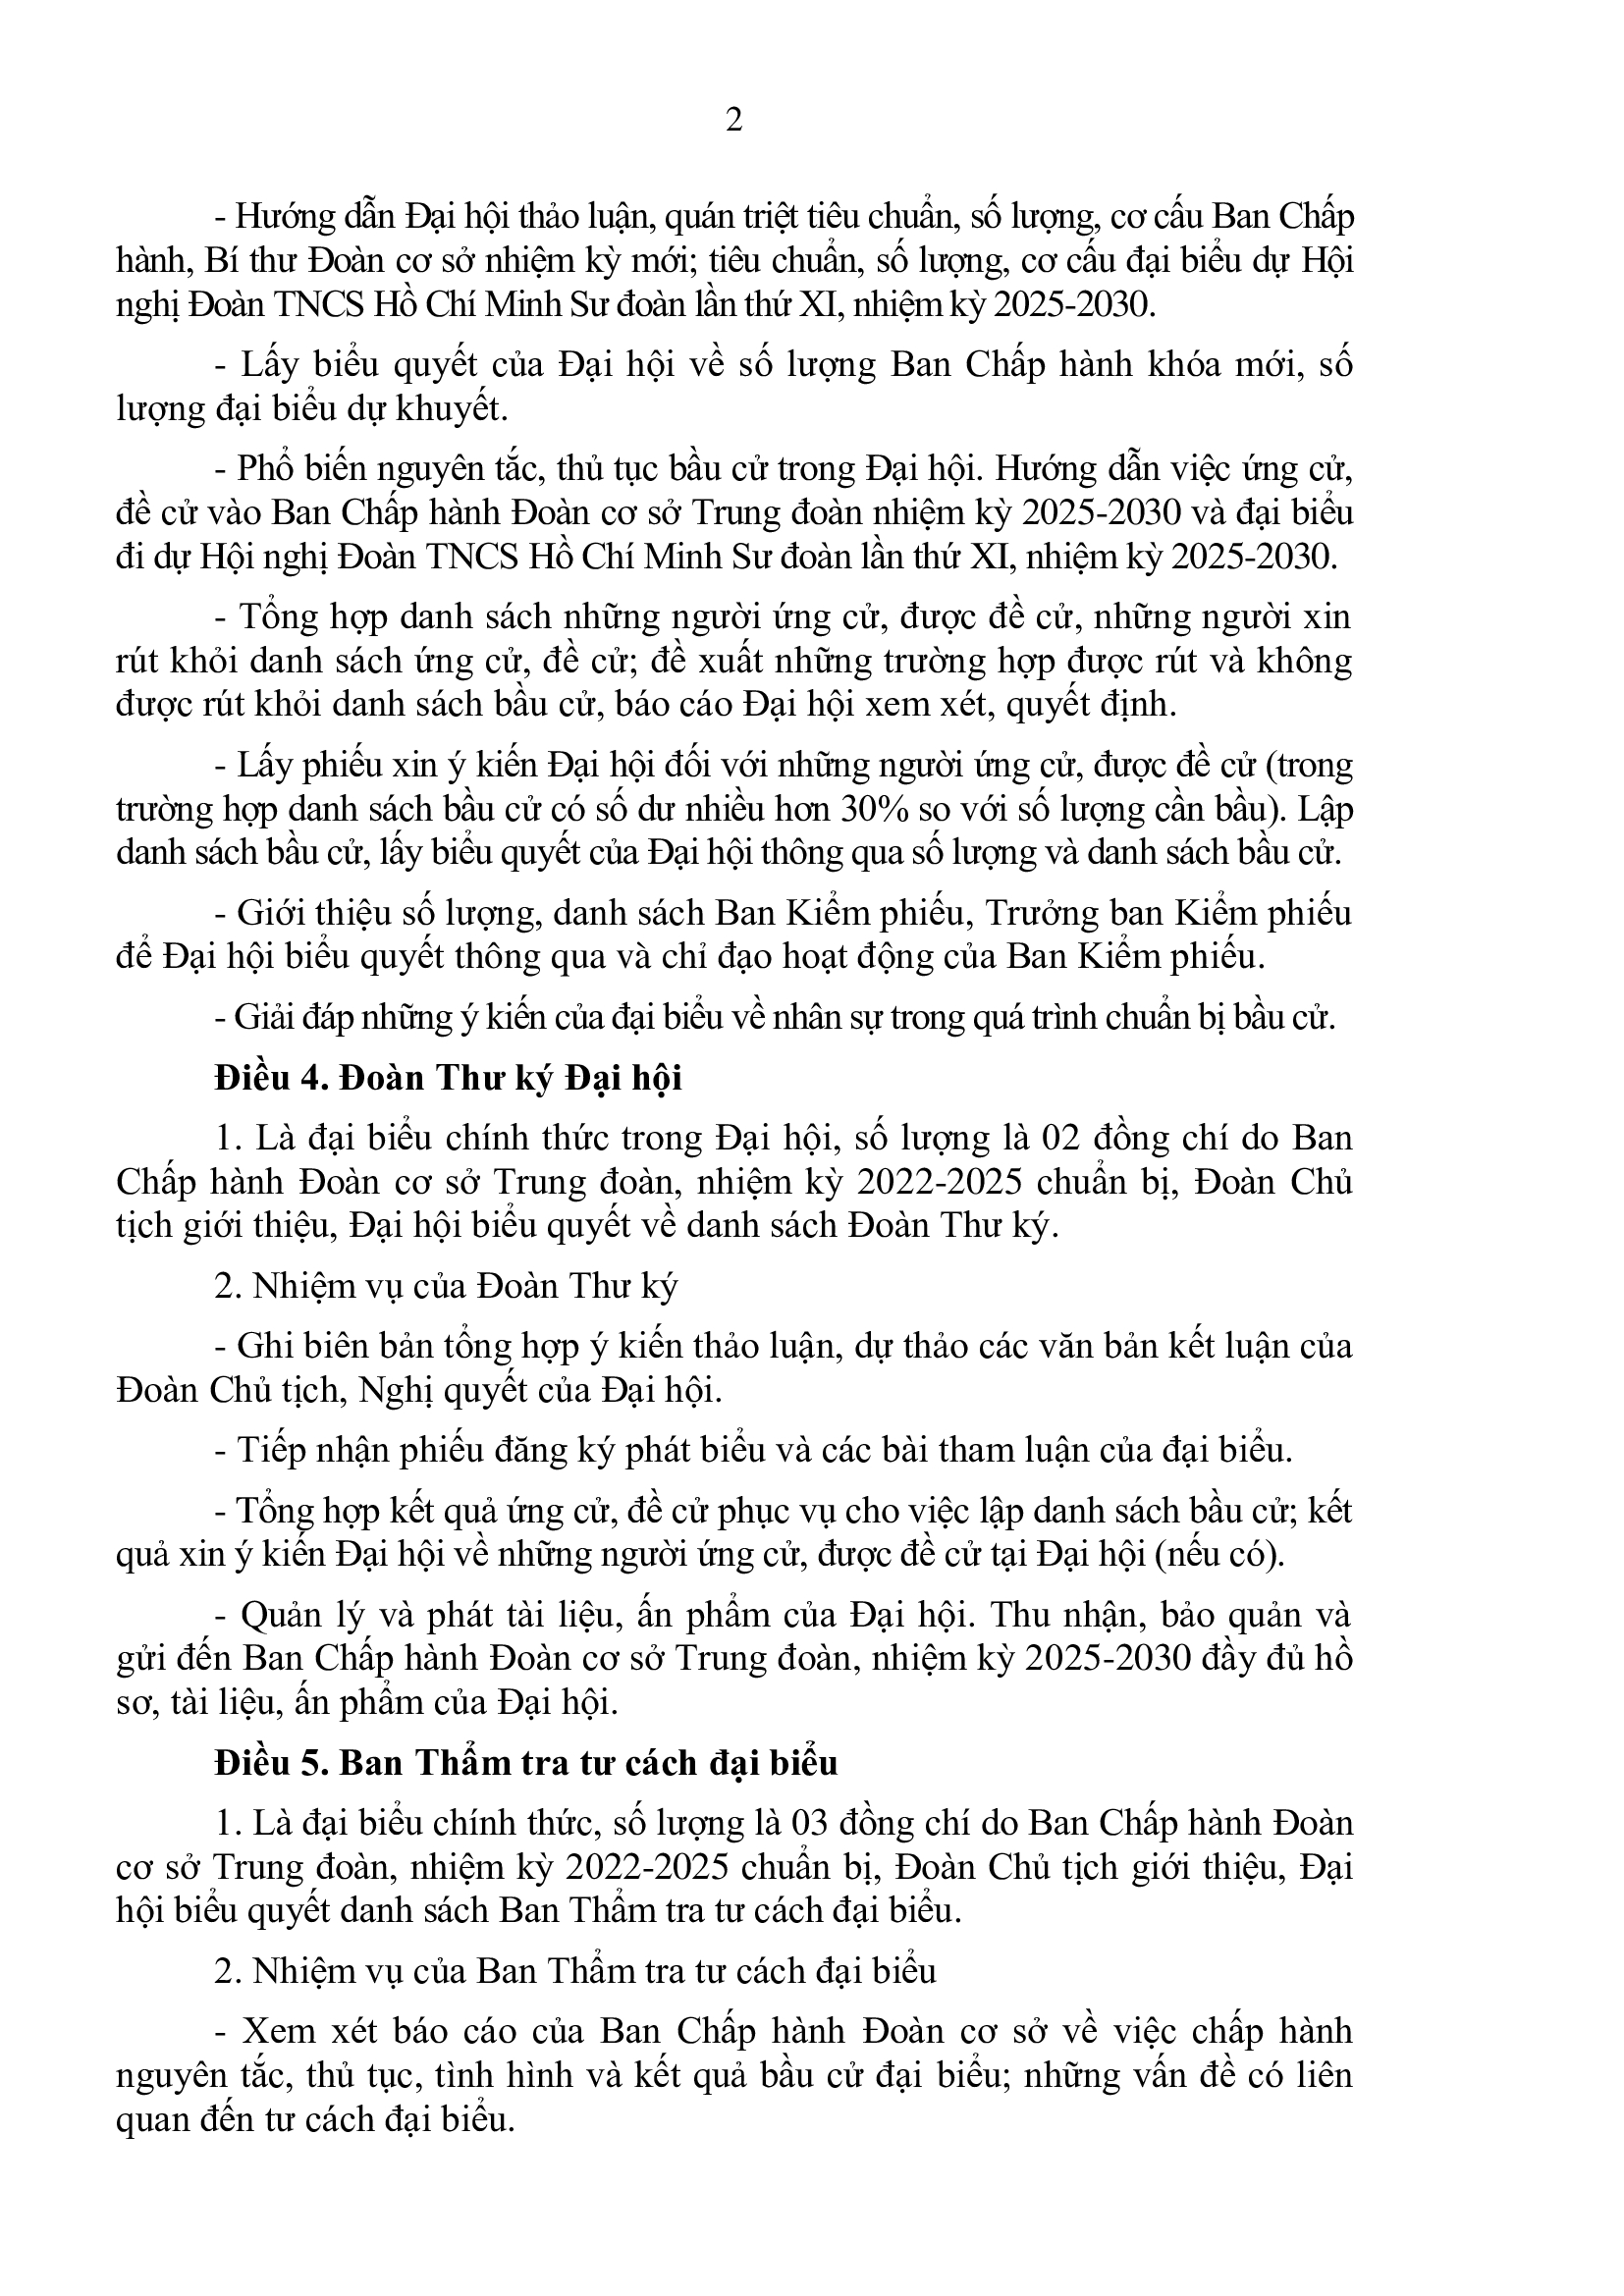 2
- Hướng dẫn Đại hội thảo luận, quán triệt tiêu chuẩn, số lượng, cơ cấu Ban Chấp
hành, Bí thư Đoàn cơ sở nhiệm kỳ mới; tiêu chuẩn, số lượng, cơ cấu đại biểu dự Hội
nghị Đoàn TNCS Hồ Chí Minh Sư đoàn lần thứ XI, nhiệm kỳ 2025-2030.
- Lấy biểu quyết của Đại hội về số lượng Ban Chấp hành khóa mới, số
lượng đại biểu dự khuyết.
- Phổ biến nguyên tắc, thủ tục bầu cử trong Đại hội. Hướng dẫn việc ứng cử,
đề cử vào Ban Chấp hành Đoàn cơ sở Trung đoàn nhiệm kỳ 2025-2030 và đại biểu
đi dự Hội nghị Đoàn TNCS Hồ Chí Minh Sư đoàn lần thứ XI, nhiệm kỳ 2025-2030.
- Tổng hợp danh sách những người ứng cử, được đề cử, những người xin
rút khỏi danh sách ứng cử, đề cử; đề xuất những trường hợp được rút và không
được rút khỏi danh sách bầu cử, báo cáo Đại hội xem xét, quyết định.
- Lấy phiếu xin ý kiến Đại hội đối với những người ứng cử, được đề cử (trong
trường hợp danh sách bầu cử có số dư nhiều hơn 30% so với số lượng cần bầu). Lập
danh sách bầu cử, lấy biểu quyết của Đại hội thông qua số lượng và danh sách bầu cử.
- Giới thiệu số lượng, danh sách Ban Kiểm phiếu, Trưởng ban Kiểm phiếu
để Đại hội biểu quyết thông qua và chỉ đạo hoạt động của Ban Kiểm phiếu.
- Giải đáp những ý kiến của đại biểu về nhân sự trong quá trình chuẩn bị bầu cử.
Điều 4. Đoàn Thư ký Đại hội
1. Là đại biểu chính thức trong Đại hội, số lượng là 02 đồng chí do Ban
Chấp hành Đoàn cơ sở Trung đoàn, nhiệm kỳ 2022-2025 chuẩn bị, Đoàn Chủ
tịch giới thiệu, Đại hội biểu quyết về danh sách Đoàn Thư ký.
2. Nhiệm vụ của Đoàn Thư ký
- Ghi biên bản tổng hợp ý kiến thảo luận, dự thảo các văn bản kết luận của
Đoàn Chủ tịch, Nghị quyết của Đại hội.
- Tiếp nhận phiếu đăng ký phát biểu và các bài tham luận của đại biểu.
- Tổng hợp kết quả ứng cử, đề cử phục vụ cho việc lập danh sách bầu cử; kết
quả xin ý kiến Đại hội về những người ứng cử, được đề cử tại Đại hội (nếu có).
- Quản lý và phát tài liệu, ấn phẩm của Đại hội. Thu nhận, bảo quản và
gửi đến Ban Chấp hành Đoàn cơ sở Trung đoàn, nhiệm kỳ 2025-2030 đầy đủ hồ
sơ, tài liệu, ấn phẩm của Đại hội.
Điều 5. Ban Thẩm tra tư cách đại biểu
1. Là đại biểu chính thức, số lượng là 03 đồng chí do Ban Chấp hành Đoàn
cơ sở Trung đoàn, nhiệm kỳ 2022-2025 chuẩn bị, Đoàn Chủ tịch giới thiệu, Đại
hội biểu quyết danh sách Ban Thẩm tra tư cách đại biểu.
2. Nhiệm vụ của Ban Thẩm tra tư cách đại biểu
- Xem xét báo cáo của Ban Chấp hành Đoàn cơ sở về việc chấp hành
nguyên tắc, thủ tục, tình hình và kết quả bầu cử đại biểu; những vấn đề có liên
quan đến tư cách đại biểu.